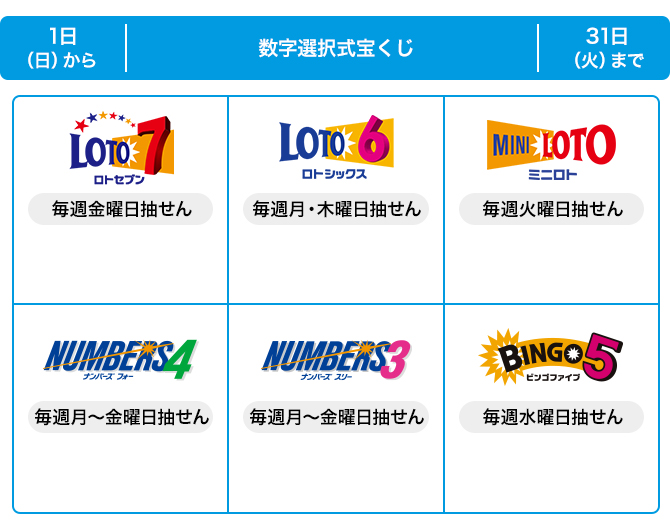 1日
（日）から
数字選択式宝くじ
31日
（火）まで
LOTO 7
ロトセブン
毎週金曜日抽せん
LOTO 6
ロトシックス
毎週月・木曜日抽せん
MINI LOTO
ミニロト
毎週火曜日抽せん
NUMBERS4
ナンバーズ フォー
毎週月〜金曜日抽せん
NUMBERS3
ナンバーズ スリー
毎週月〜金曜日抽せん
BINGO5
ビンゴファイブ
毎週水曜日抽せん